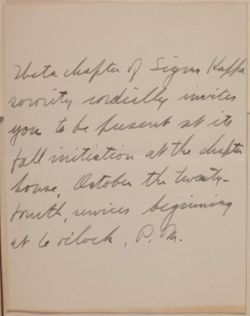 Theta chapter of Sigma Kappa
sorority cordially invites
you to be present at its
fall initiation at the chapter
house, October the twenty-
fourth, services beginning
at 6 o'clock, P. M.